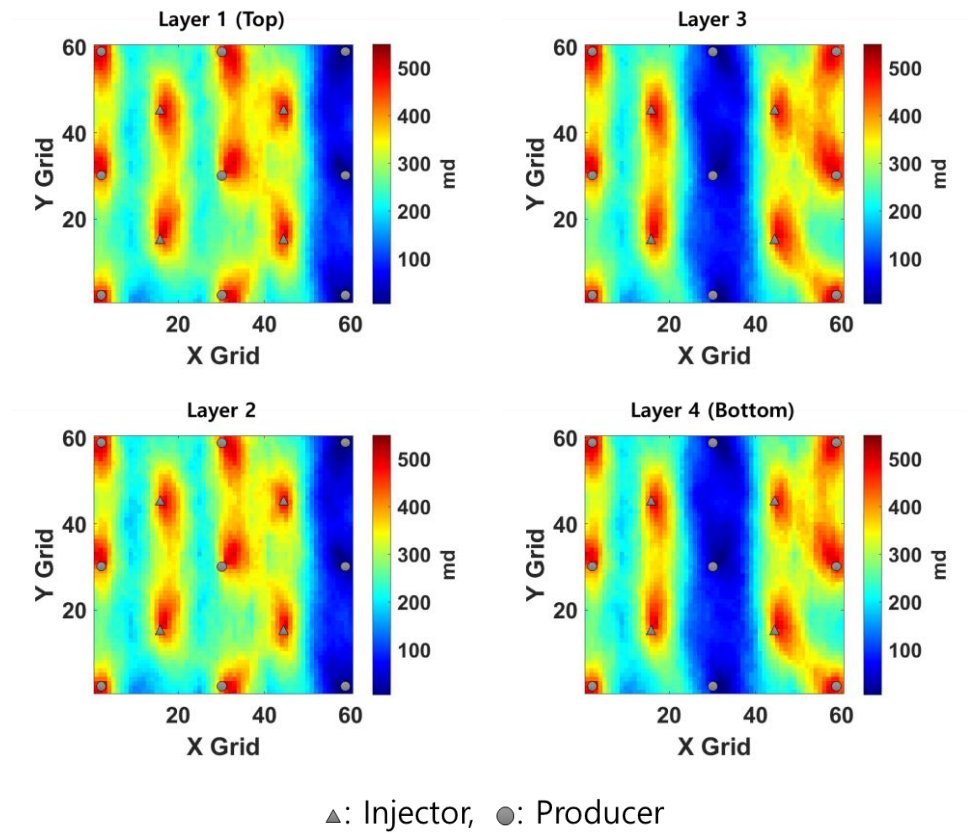 Layer 1 (Top)
60
40
20
Y Grid
20 40 60
X Grid
500
400
300
200
100
md
Layer 3
60
40
20
Y Grid
20 40 60
X Grid
500
400
300
200
100
md
Layer 2
60
40
20
Y Grid
20 40 60
X Grid
500
400
300
200
100
md
Layer 4 (Bottom)
60
40
20
Y Grid
20 40 60
X Grid
500
400
300
200
100
md
▲: Injector, ●: Producer